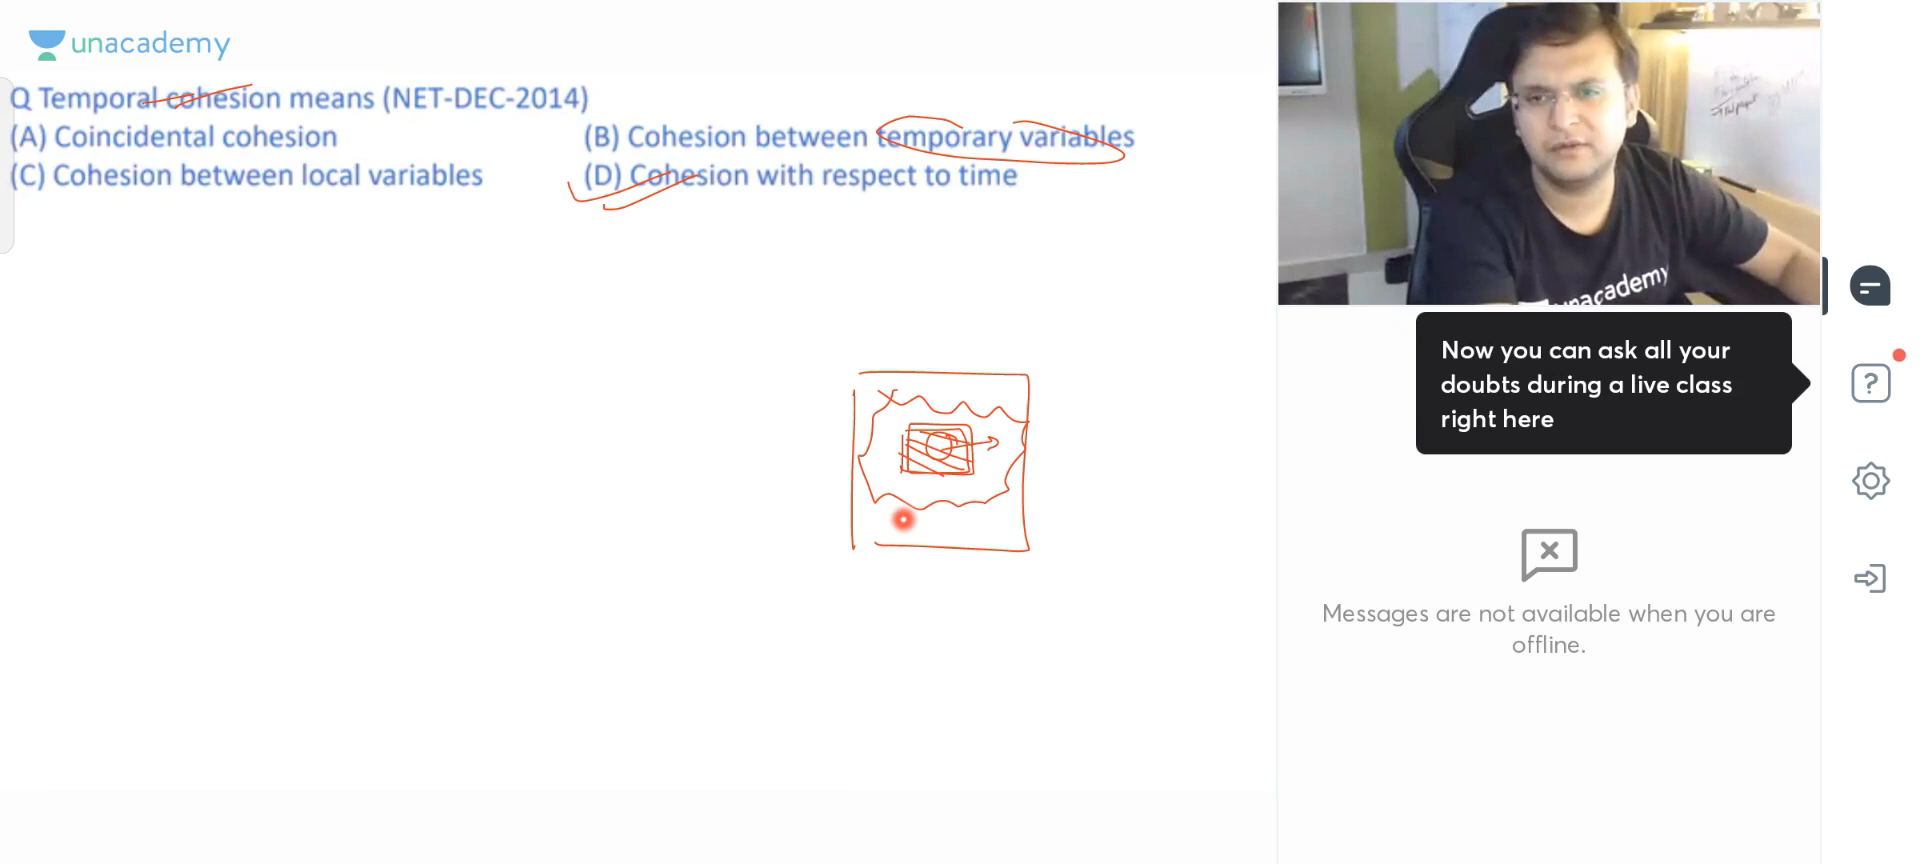 unacademy
Q Temporal cohesion means (NET-DEC-2014)
(A) Coincidental cohesion (B) Cohesion between temporary variables
(C) Cohesion between local variables (D) Cohesion with respect to time
unacademy
Now you can ask all your
doubts during a live class
right here
Messages are not available when you are
offline.